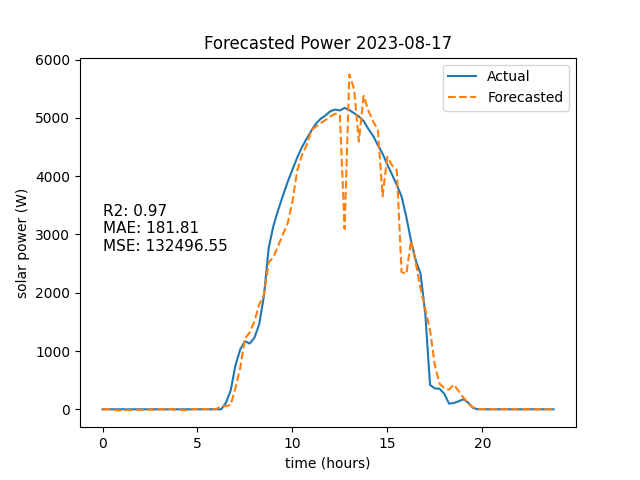 Forecasted Power 2023-08-17
6000
5000
4000
3000
2000
1000
0
solar power (W)
Actual
Forecasted
R2: 0.97
MAE: 181.81
MSE: 132496.55
0 5 10 15 20
time (hours)